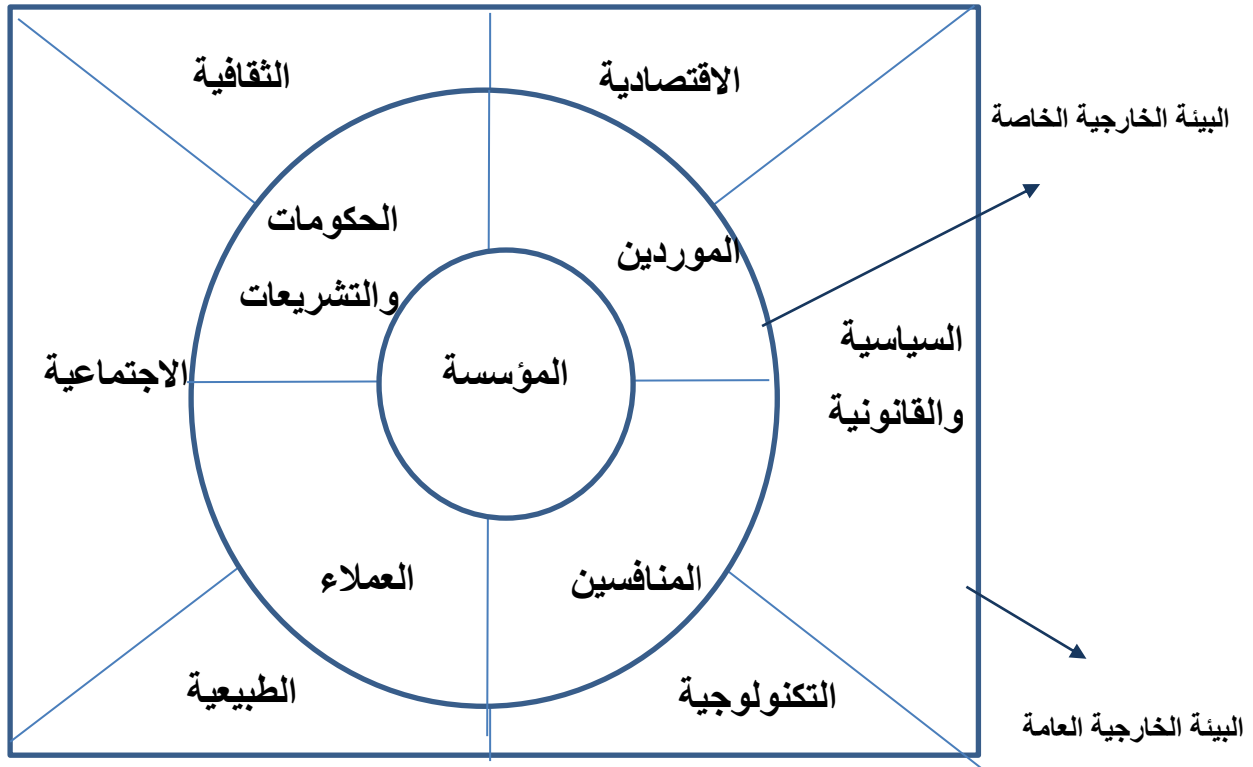 الاقتصادية
الثقافية
البيئة الخارجية الخاصة
الموردين
الحكومات
والتشريعات
السياسية
والقانونية
المؤسسة
الاجتماعية
المنافسين
العملاء
التكنولوجية
الطبيعية
البيئة الخارجية العامة